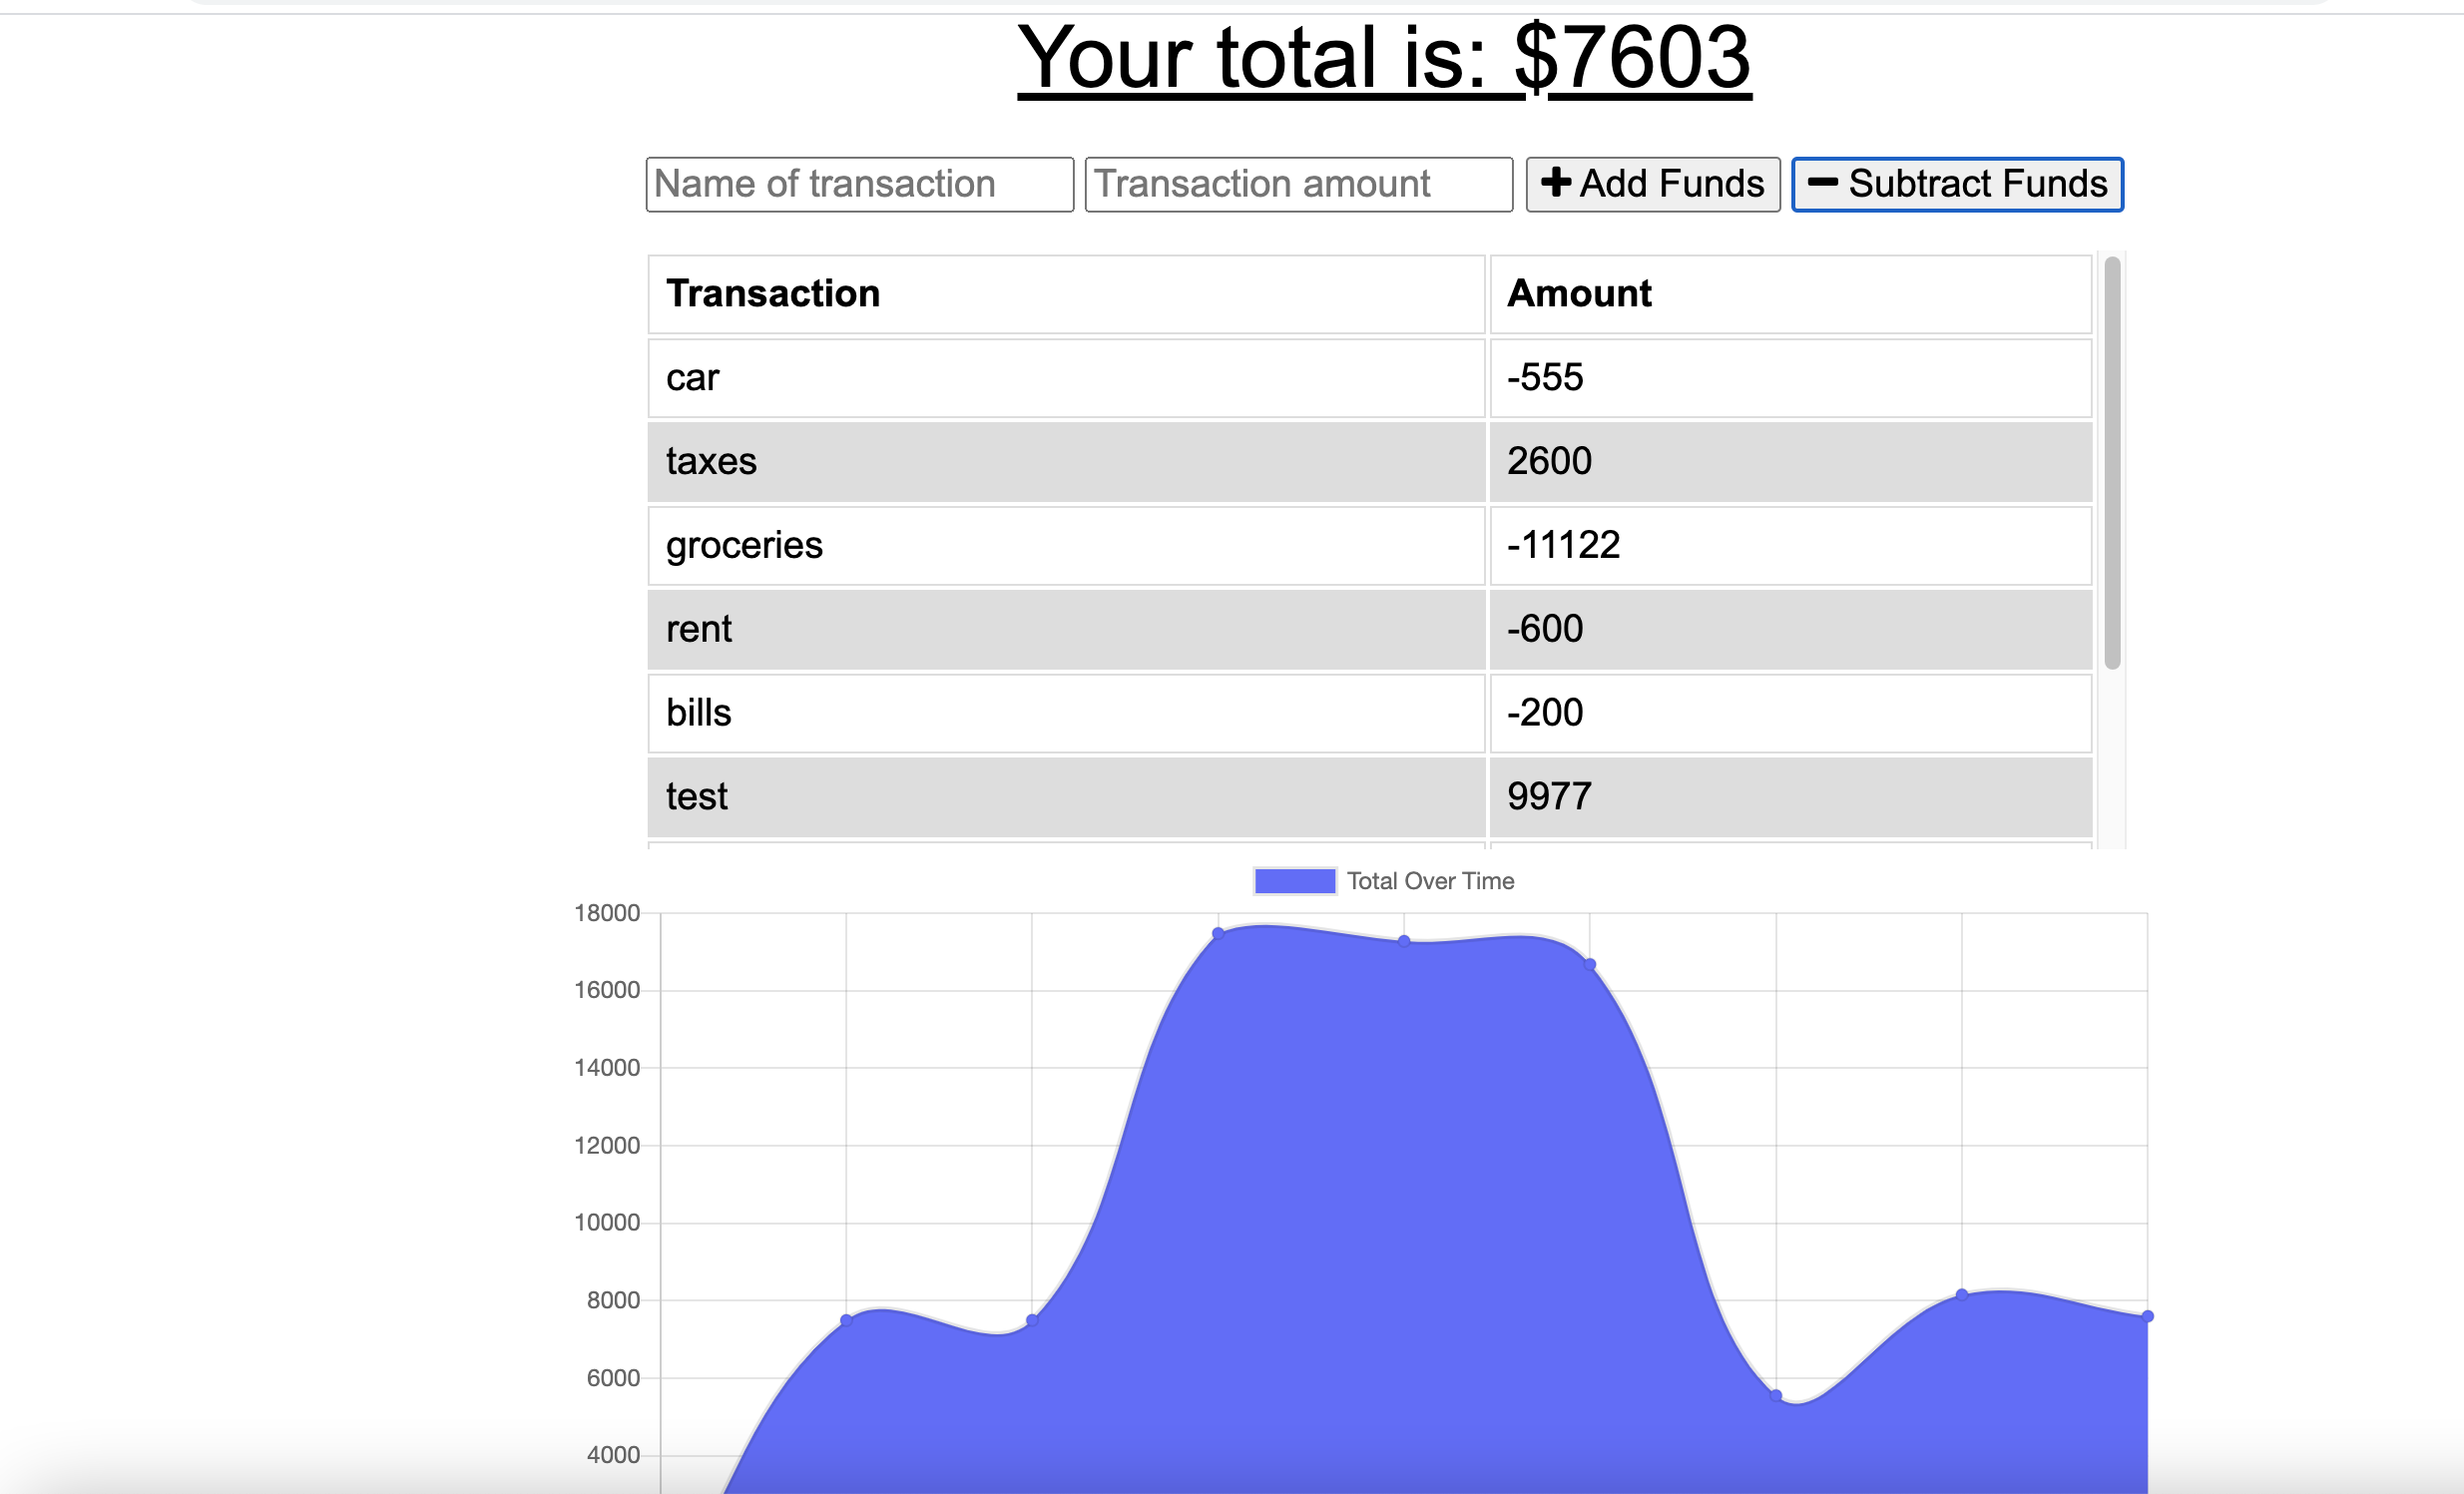 Your total is: $7603
Name of transaction Transaction amount Add Funds Subtract Funds
Transaction Amount
car -555
taxes 2600
groceries -11122
rent -600
bills -200
test 9977
Total Over Time
18000
16000
14000
12000
10000
8000
6000
4000